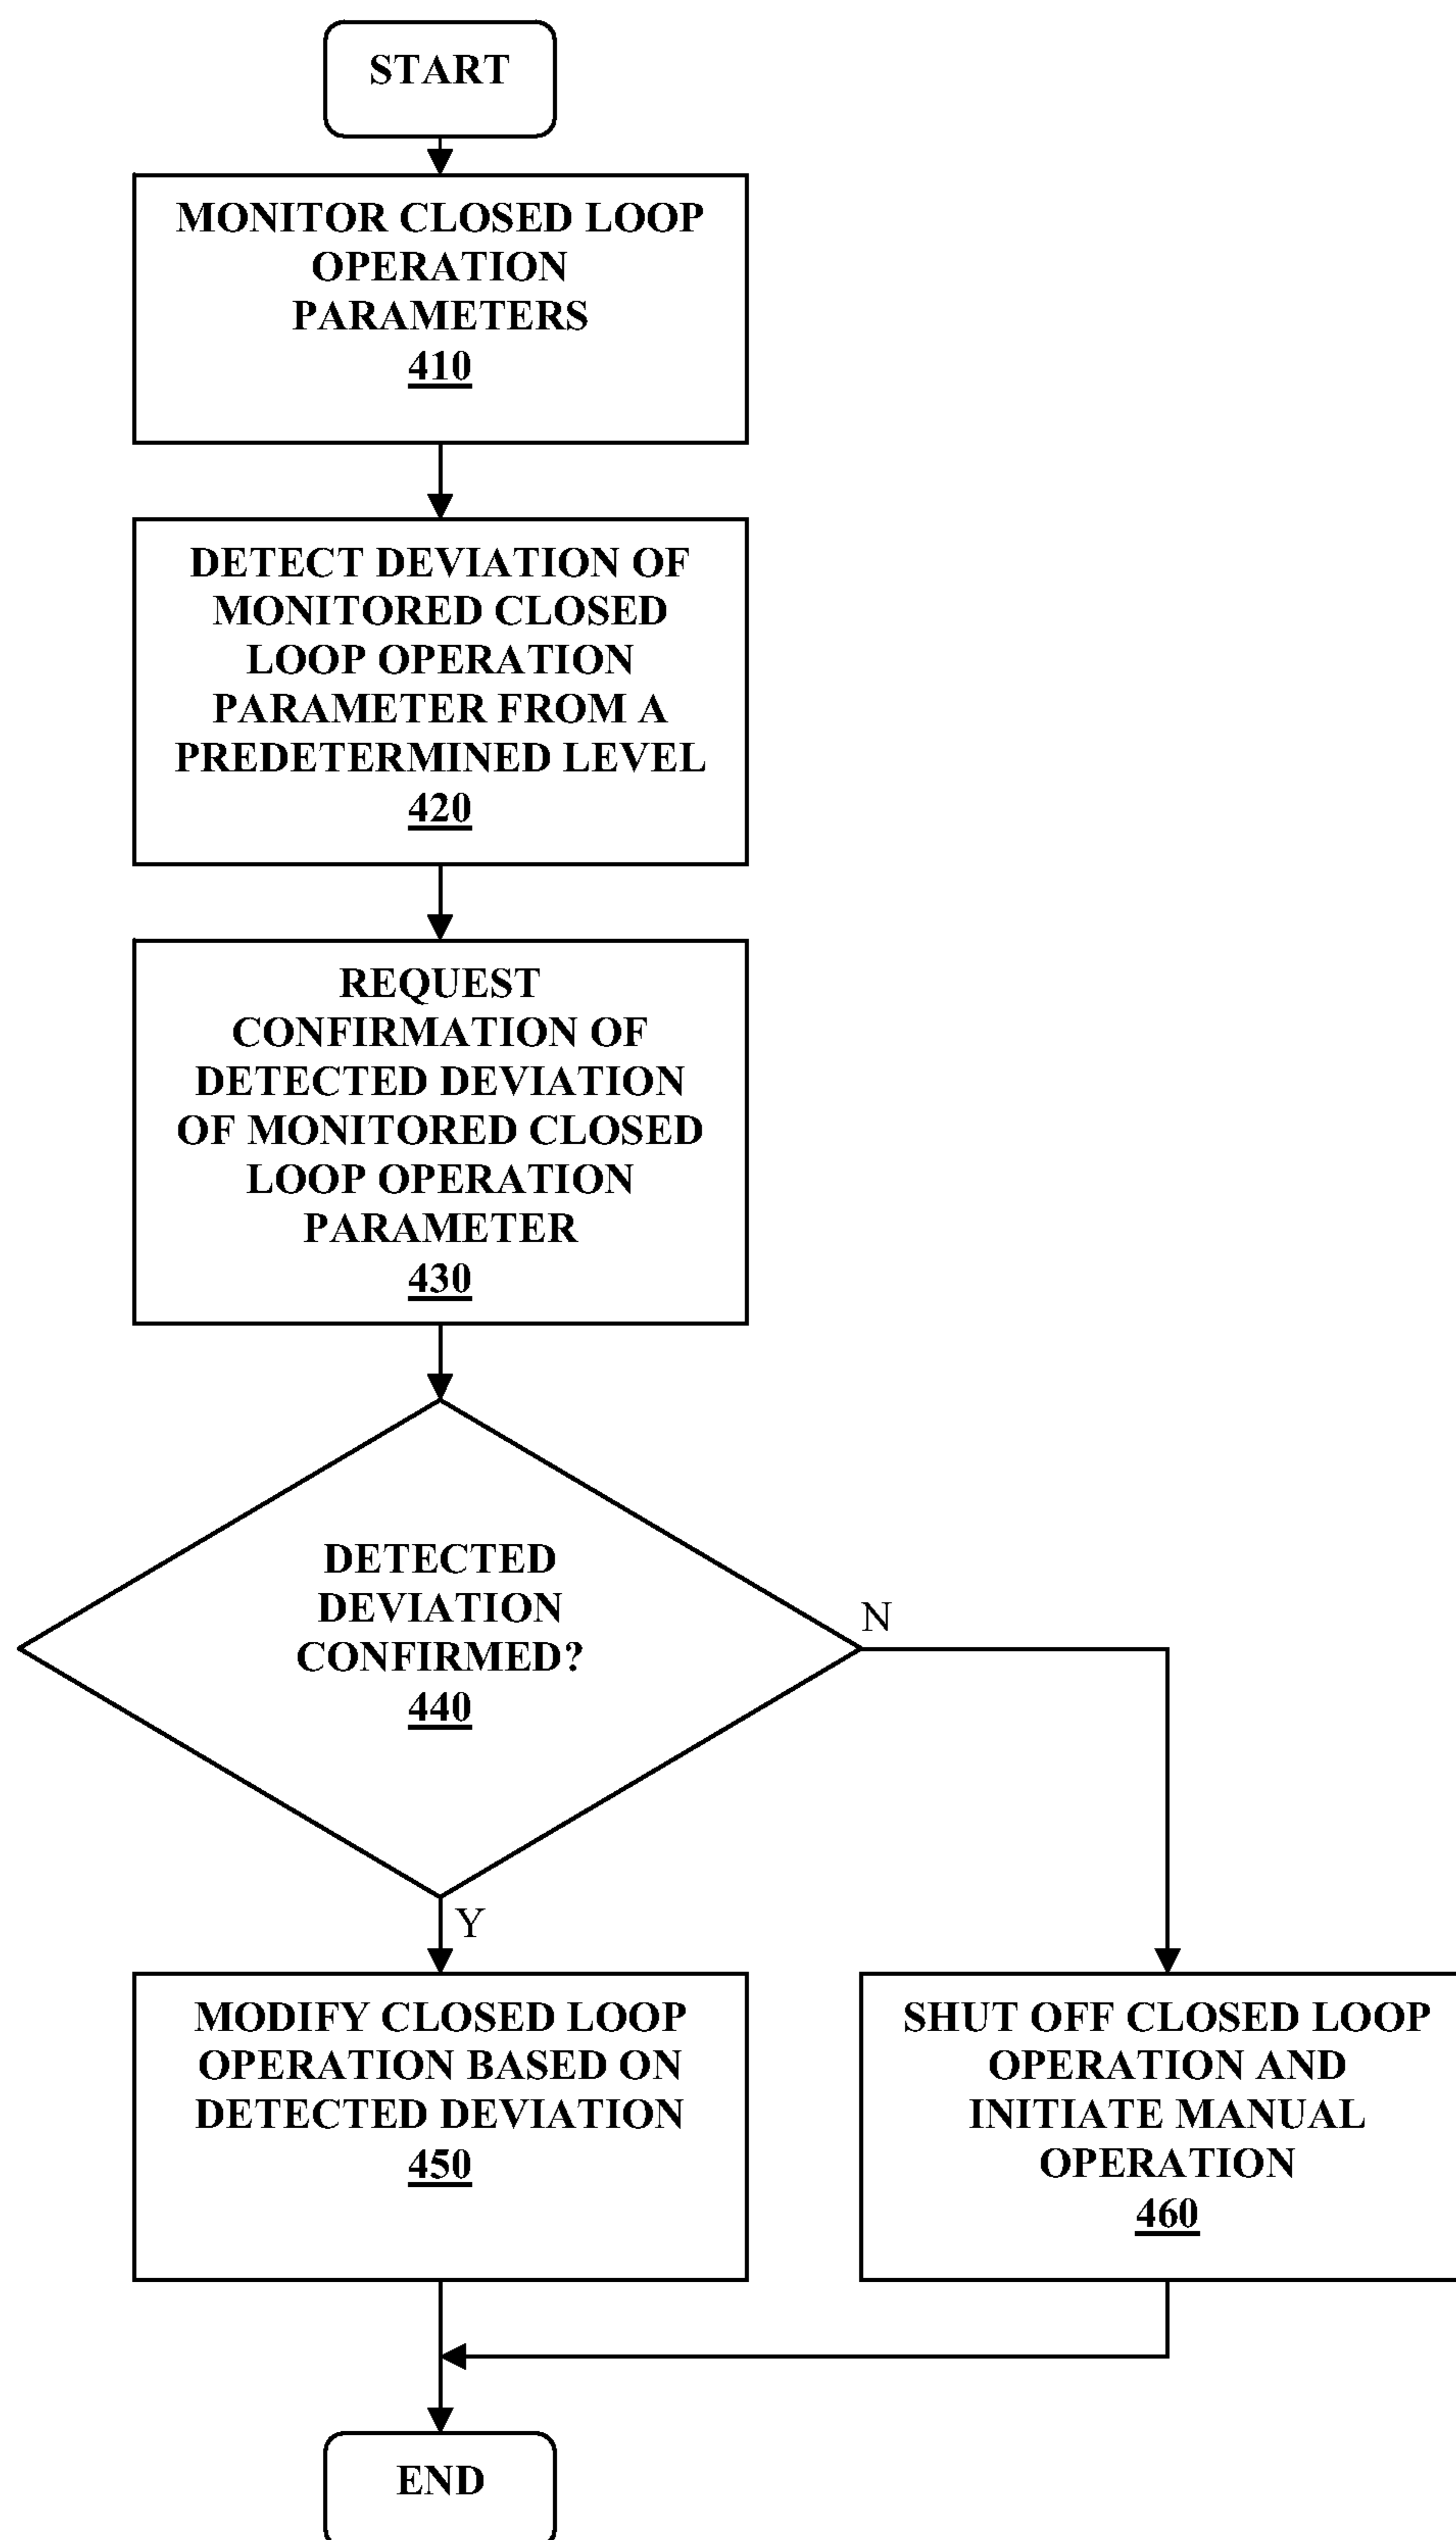 START
MONITOR CLOSED LOOP
OPERATION
PARAMETERS
410
DETECT DEVIATION OF
MONITORED CLOSED
LOOP OPERATION
PARAMETER FROM A
PREDETERMINED LEVEL
420
REQUEST
CONFIRMATION OF
DETECTED DEVIATION
OF MONITORED CLOSED
LOOP OPERATION
PARAMETER
430
DETECTED
DEVIATION
CONFIRMED?
440
N
Y
MODIFY CLOSED LOOP
OPERATION BASED ON
DETECTED DEVIATION
450
SHUT OFF CLOSED LOOP
OPERATION AND
INITIATE MANUAL
OPERATION
460
END